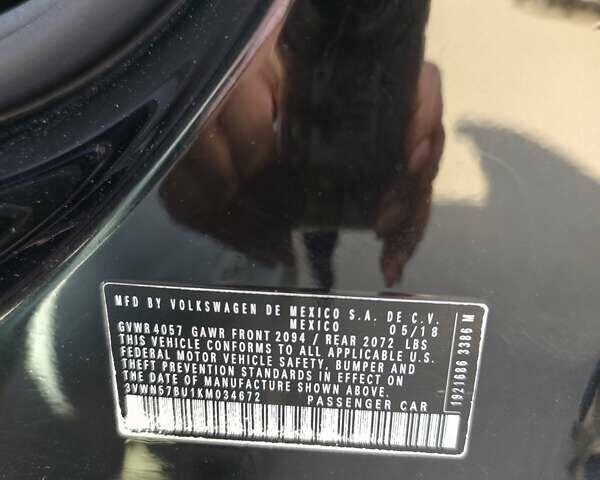 MFD BY VOLKSWAGEN DE MEXICO S.A. DE C.V.
MEXICO 05/18
GVWR 4057 GAWR FRONT 2094 / REAR 2072 LBS
THIS VEHICLE CONFORMS TO ALL APPLICABLE U.S.
FEDERAL MOTOR VEHICLE SAFETY, BUMPER AND
THEFT PREVENTION STANDARDS IN EFFECT ON
THE DATE OF MANUFACTURE SHOWN ABOVE.
3VWN57BU1KM034672 PASSENGER CAR
1921686 3386 M